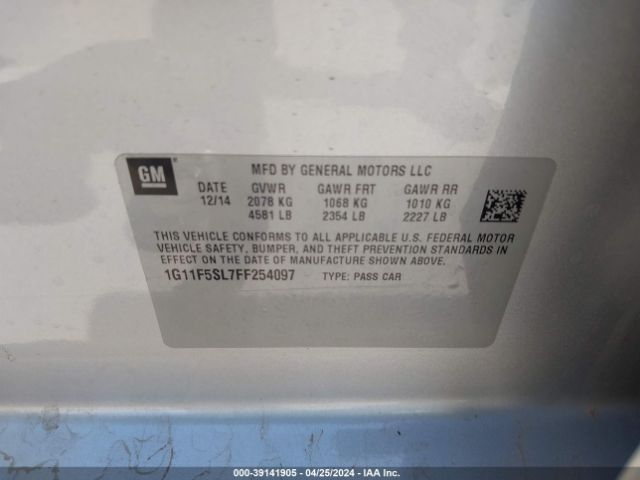 GM
MFD BY GENERAL MOTORS LLC
DATE GVWR GAWR FRT GAWR RR
12/14 2078 KG 1068 KG 1010 KG
4581 LB 2354 LB 2227 LB
THIS VEHICLE CONFORMS TO ALL APPLICABLE U.S. FEDERAL MOTOR
VEHICLE SAFETY, BUMPER, AND THEFT PREVENTION STANDARDS IN
EFFECT ON THE DATE OF MANUFACTURE SHOWN ABOVE.
1G11F5SL7FF254097 TYPE: PASS CAR
000-39141905 - 04/25/2024 - IAA Inc.